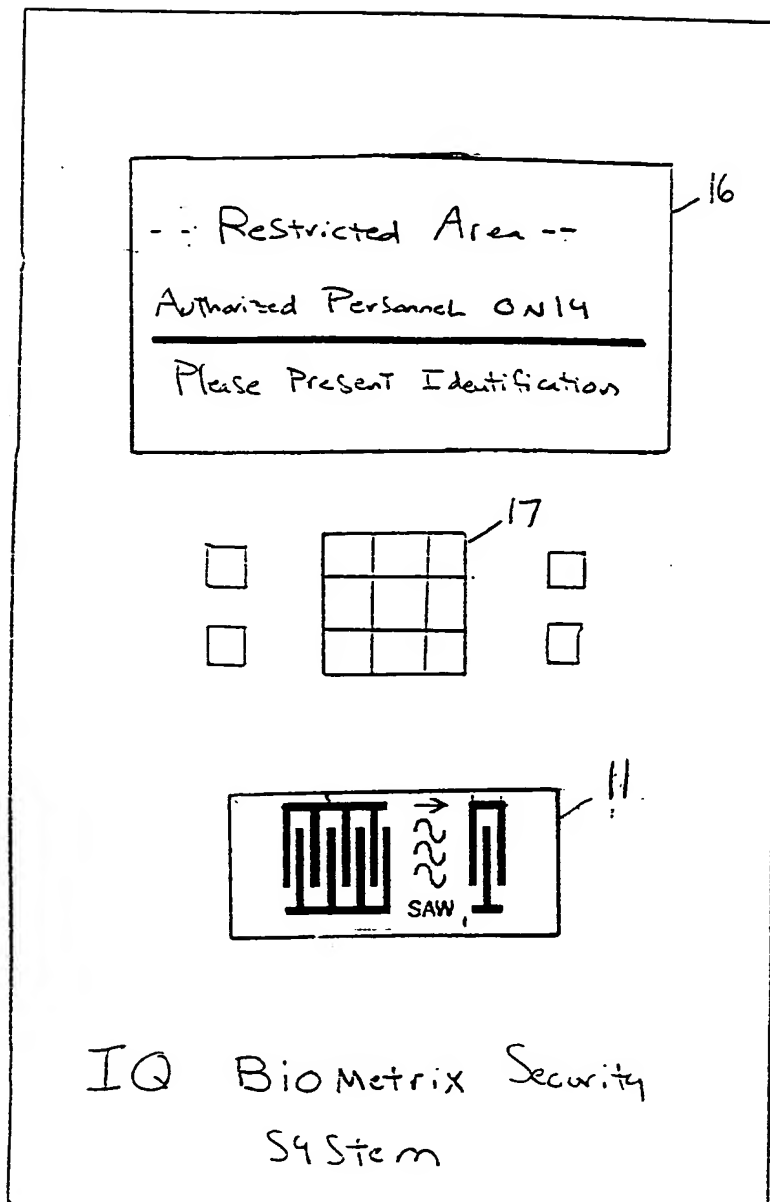 -- Restricted Area --
16
Authorized Personnel ONly
Please Present Identification
17
11
SAW
IQ BioMetrix Security
SyStem